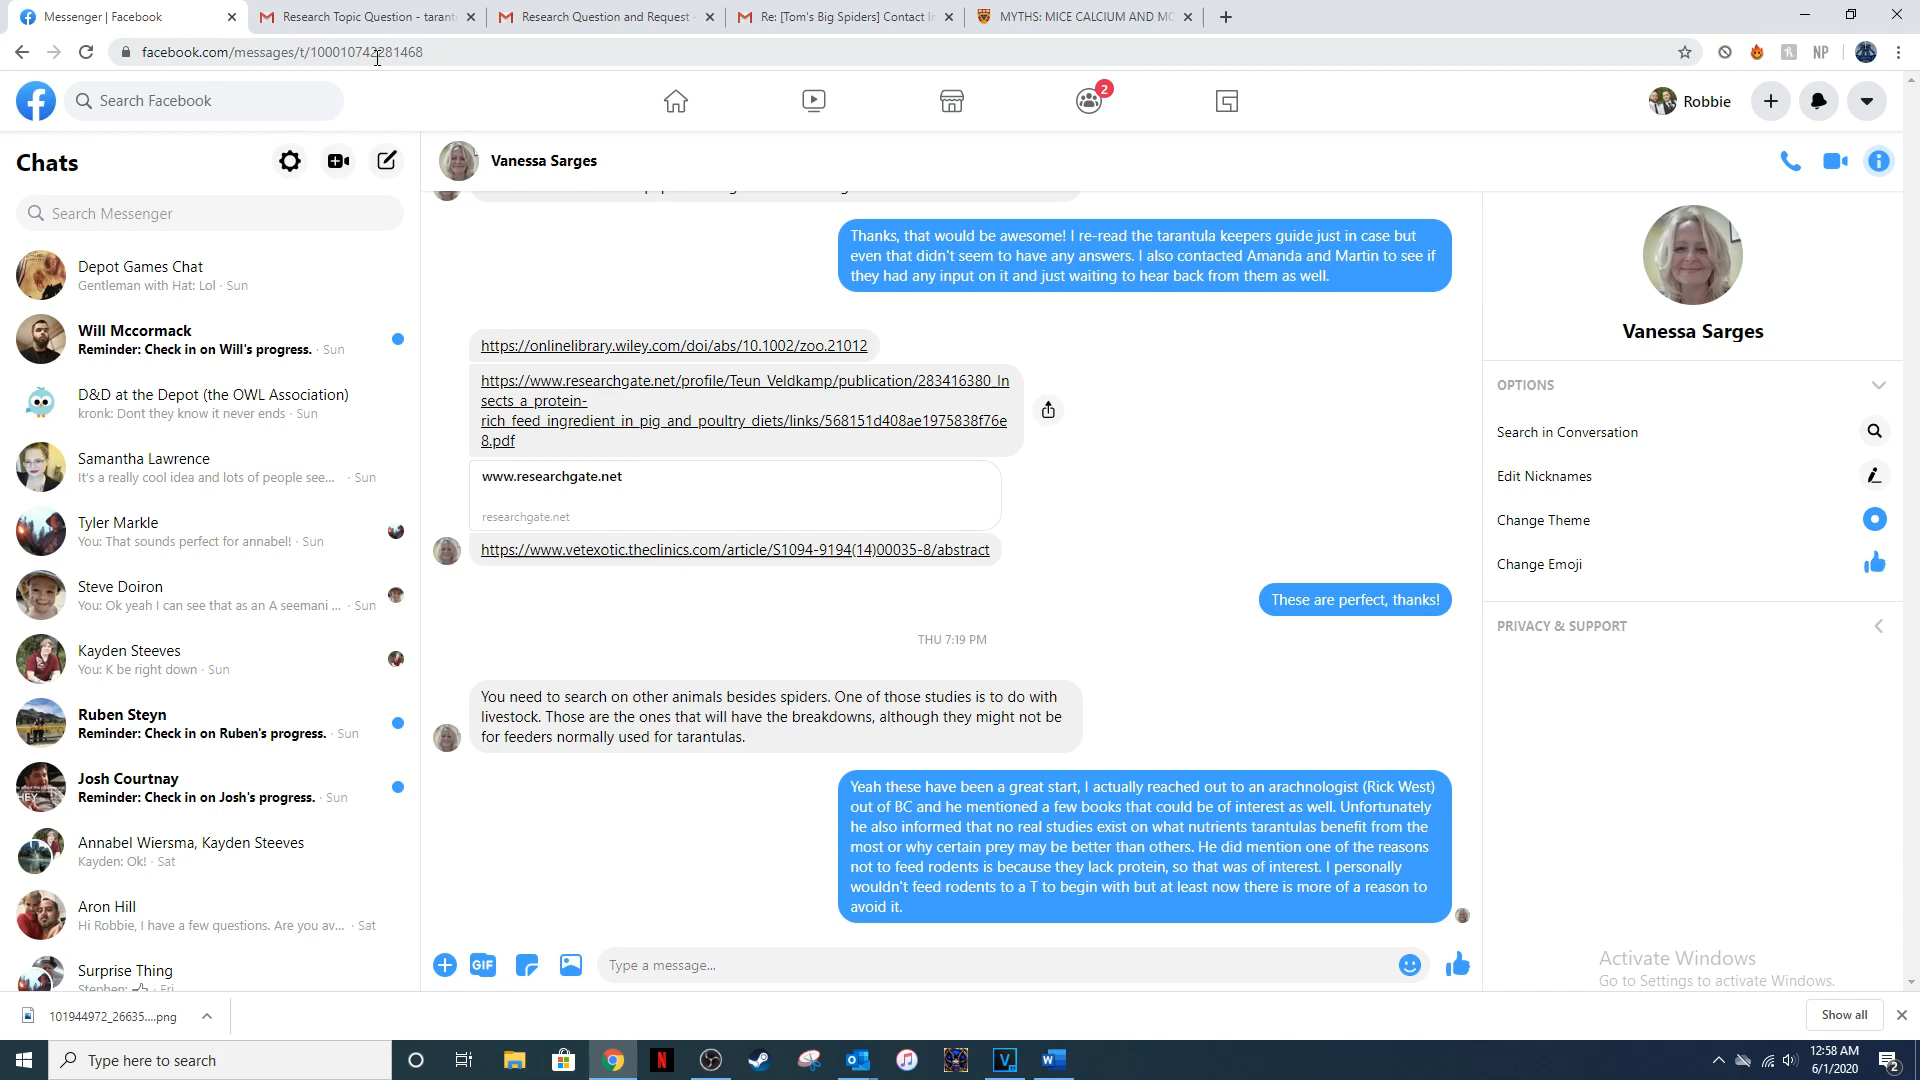 Messenger | Facebook
Research Topic Question - tarant
Research Question and Request -
Re: [Tom's Big Spiders] Contact In
MYTHS: MICE CALCIUM AND MO
facebook.com/messages/t/100010742281468
NP
Search Facebook
2
Robbie
Chats
Search Messenger
Depot Games Chat
Gentleman with Hat: Lol · Sun
Will Mccormack
Reminder: Check in on Will's progress. · Sun
D&D at the Depot (the OWL Association)
kronk: Dont they know it never ends · Sun
Samantha Lawrence
It's a really cool idea and lots of people see... · Sun
Tyler Markle
You: That sounds perfect for annabel! · Sun
Steve Doiron
You: Ok yeah I can see that as an A seemani ... · Sun
Kayden Steeves
You: K be right down · Sun
Ruben Steyn
Reminder: Check in on Ruben's progress. · Sun
Josh Courtnay
Reminder: Check in on Josh's progress. · Sun
Annabel Wiersma, Kayden Steeves
Kayden: Ok! · Sat
Aron Hill
Hi Robbie, I have a few questions. Are you av... · Sat
Surprise Thing
Stephen: · Fri
Vanessa Sarges
Thanks, that would be awesome! I re-read the tarantula keepers guide just in case but
even that didn't seem to have any answers. I also contacted Amanda and Martin to see if
they had any input on it and just waiting to hear back from them as well.
https://onlinelibrary.wiley.com/doi/abs/10.1002/zoo.21012
https://www.researchgate.net/profile/Teun_Veldkamp/publication/283416380_In
sects_a_protein-
rich_feed_ingredient_in_pig_and_poultry_diets/links/568151d408ae1975838f76e
8.pdf
www.researchgate.net
researchgate.net
https://www.vetexotic.theclinics.com/article/S1094-9194(14)00035-8/abstract
These are perfect, thanks!
THU 7:19 PM
You need to search on other animals besides spiders. One of those studies is to do with
livestock. Those are the ones that will have the breakdowns, although they might not be
for feeders normally used for tarantulas.
Yeah these have been a great start, I actually reached out to an arachnologist (Rick West)
out of BC and he mentioned a few books that could be of interest as well. Unfortunately
he also informed that no real studies exist on what nutrients tarantulas benefit from the
most or why certain prey may be better than others. He did mention one of the reasons
not to feed rodents is because they lack protein, so that was of interest. I personally
wouldn't feed rodents to a T to begin with but at least now there is more of a reason to
avoid it.
GIF
Type a message...
Vanessa Sarges
OPTIONS
Search in Conversation
Edit Nicknames
Change Theme
Change Emoji
PRIVACY & SUPPORT
Activate Windows
Go to Settings to activate Windows.
101944972_26635....png
Show all
Type here to search
12:58 AM
6/1/2020
2